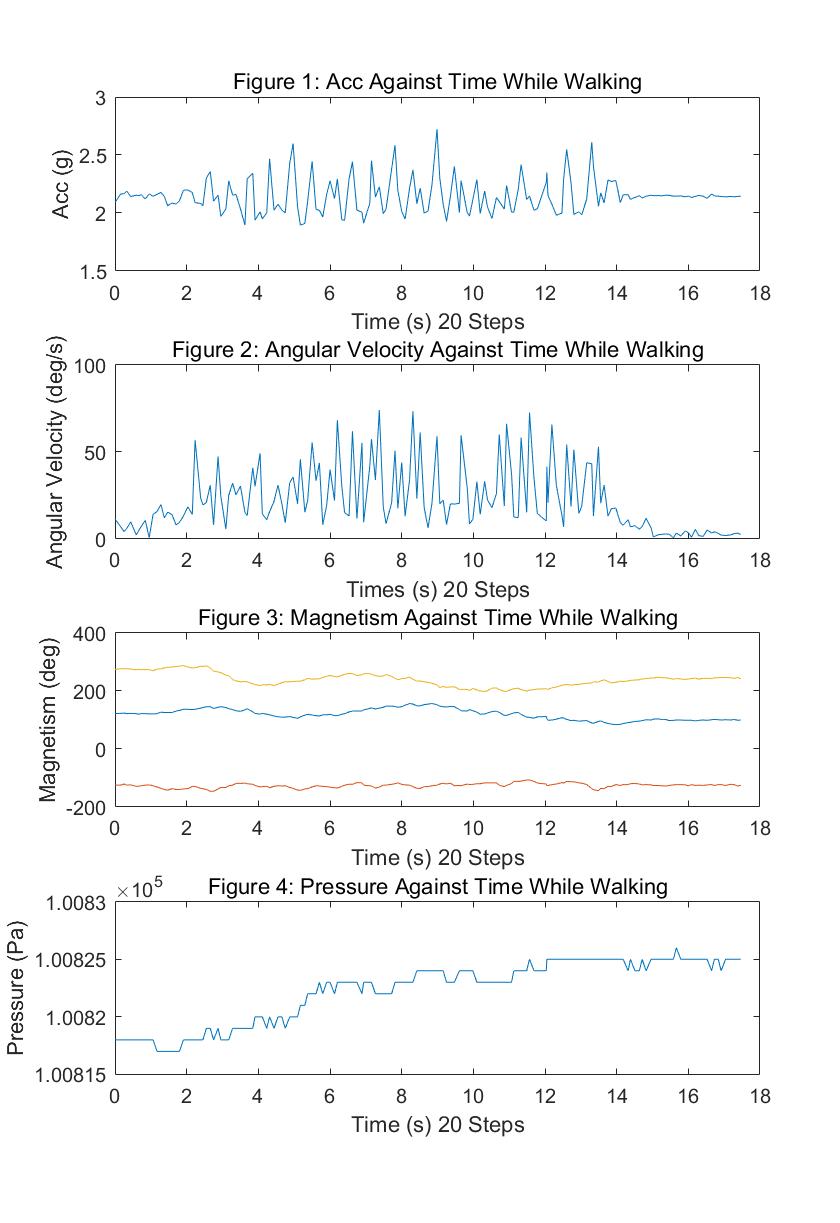 Figure 1: Acc Against Time While Walking
Acc (g)
3
2.5
2
1.5
0 2 4 6 8 10 12 14 16 18
Time (s) 20 Steps
Figure 2: Angular Velocity Against Time While Walking
Angular Velocity (deg/s)
100
50
0
0 2 4 6 8 10 12 14 16 18
Times (s) 20 Steps
Figure 3: Magnetism Against Time While Walking
Magnetism (deg)
400
200
0
-200
0 2 4 6 8 10 12 14 16 18
Time (s) 20 Steps
×10⁵ Figure 4: Pressure Against Time While Walking
Pressure (Pa)
1.0083
1.00825
1.0082
1.00815
0 2 4 6 8 10 12 14 16 18
Time (s) 20 Steps